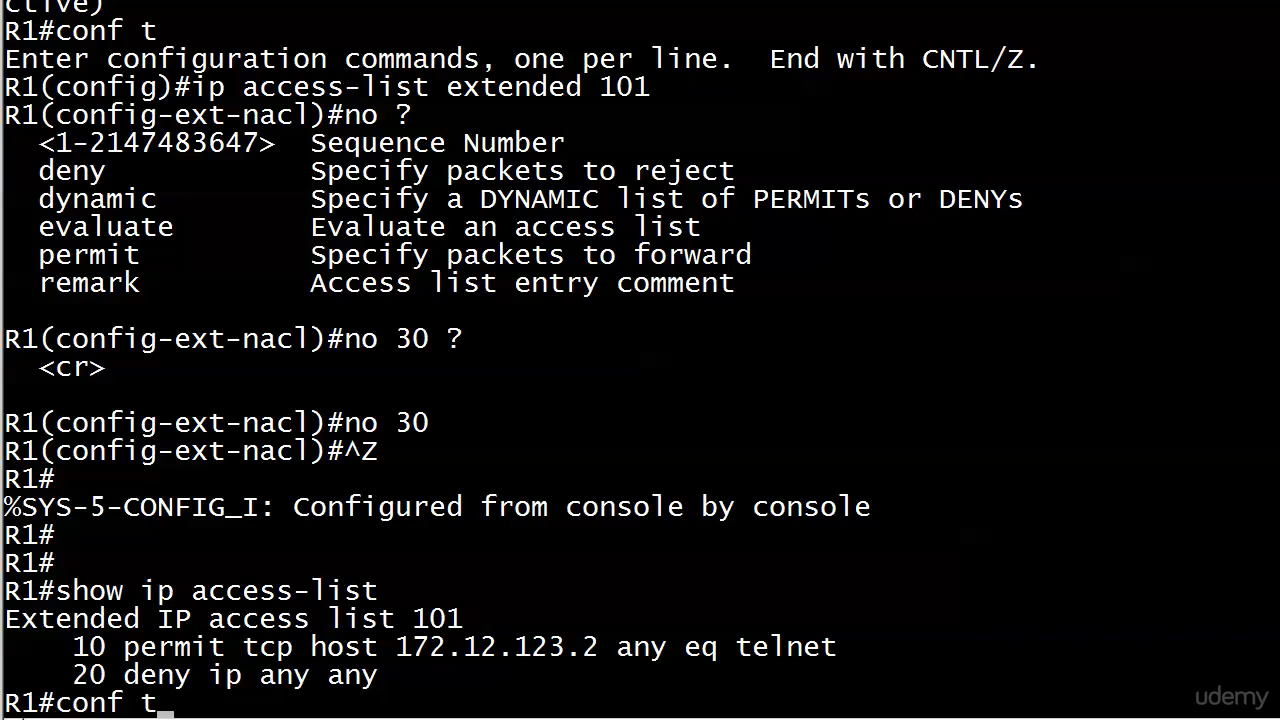 ctive)
R1#conf t
Enter configuration commands, one per line.  End with CNTL/Z.
R1(config)#ip access-list extended 101
R1(config-ext-nacl)#no ?
  <1-2147483647>  Sequence Number
  deny            Specify packets to reject
  dynamic         Specify a DYNAMIC list of PERMITs or DENYs
  evaluate        Evaluate an access list
  permit          Specify packets to forward
  remark          Access list entry comment
R1(config-ext-nacl)#no 30 ?
  <cr>
R1(config-ext-nacl)#no 30
R1(config-ext-nacl)#^Z
R1#
%SYS-5-CONFIG_I: Configured from console by console
R1#
R1#
R1#show ip access-list
Extended IP access list 101
    10 permit tcp host 172.12.123.2 any eq telnet
    20 deny ip any any
R1#conf t
udemy